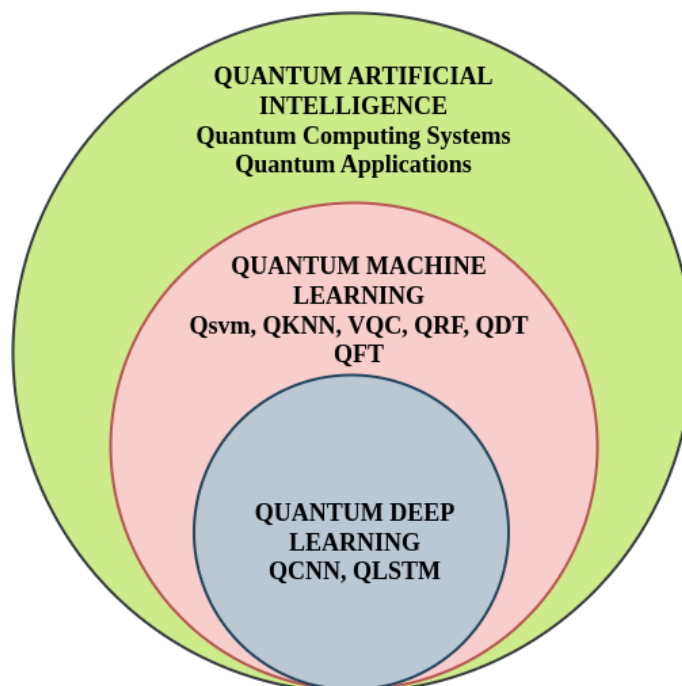 QUANTUM ARTIFICIAL
INTELLIGENCE
Quantum Computing Systems
Quantum Applications
QUANTUM MACHINE
LEARNING
Qsvm, QKNN, VQC, QRF, QDT
QFT
QUANTUM DEEP
LEARNING
QCNN, QLSTM